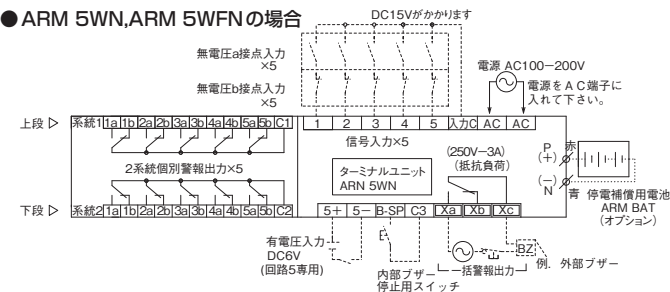 ●ARM 5WN,ARM 5WFNの場合
DC15Vがかかります
無電圧a接点入力
×5
無電圧b接点入力
×5
電源 AC100−200V
電源をAC端子に
入れて下さい。
上段 ▷ 系統1 1a 1b 2a 2b 3a 3b 4a 4b 5a 5b C1 1 2 3 4 5 入力C AC AC
信号入力×5
2系統個別警報出力×5
ターミナルユニット
ARN 5WN
(250V−3A)
(抵抗負荷)
P
(+)
赤
(−)
N
青
停電補償用電池
ARM BAT
(オプション)
下段 ▷ 系統2 1a 1b 2a 2b 3a 3b 4a 4b 5a 5b C2 5+ 5− B-SP C3 Xa Xb Xc
有電圧入力
DC6V
(回路5専用)
内部ブザー
停止用スイッチ
一括警報出力
BZ
例．外部ブザー